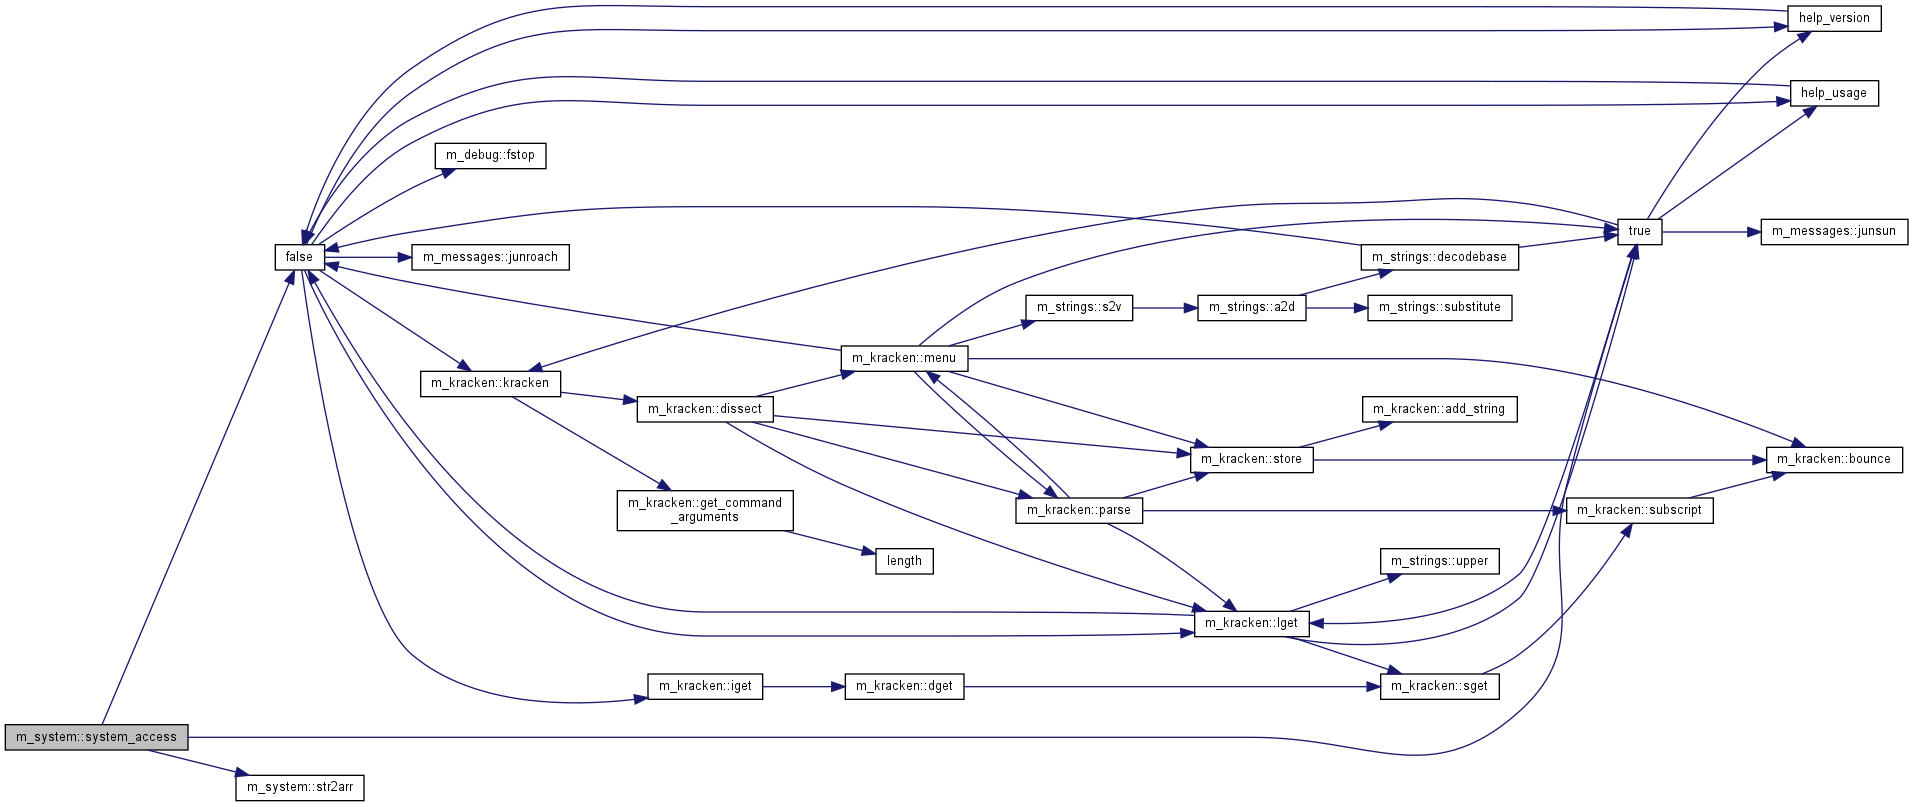 help_version
help_usage
m_debug::fstop
true
m_messages::junsun
false
m_messages::junroach
m_strings::decodebase
m_strings::s2v
m_strings::a2d
m_strings::substitute
m_kracken::menu
m_kracken::kracken
m_kracken::dissect
m_kracken::add_string
m_kracken::store
m_kracken::bounce
m_kracken::get_command
_arguments
m_kracken::parse
m_kracken::subscript
length
m_strings::upper
m_kracken::lget
m_kracken::iget
m_kracken::dget
m_kracken::sget
m_system::system_access
m_system::str2arr